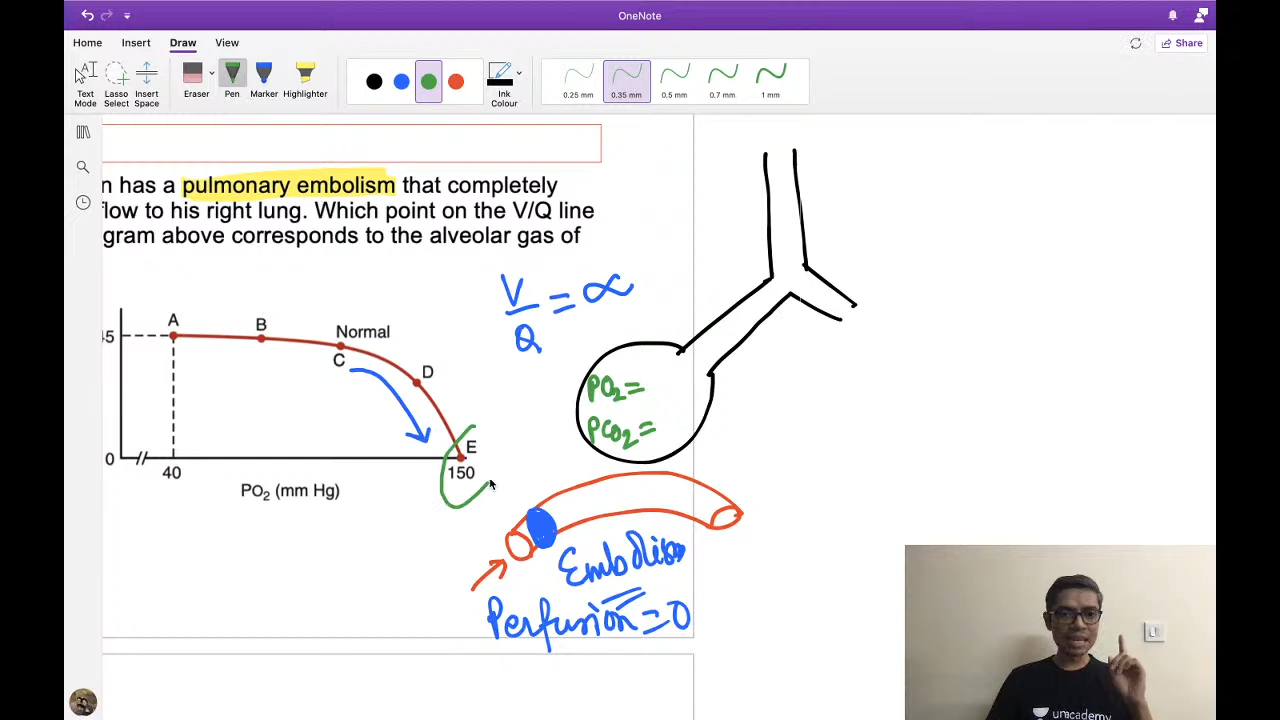 OneNote
Home Insert Draw View
Share
Text Mode
Lasso Select
Insert Space
Eraser
Pen
Marker
Highlighter
Ink Colour
0.25 mm
0.35 mm
0.5 mm
0.7 mm
1 mm
n has a pulmonary embolism that completely
flow to his right lung. Which point on the V/Q line
gram above corresponds to the alveolar gas of
V/Q = ∝
A
B
Normal
C
D
E
45
0
40
150
PO₂ (mm Hg)
PO₂ =
PCO₂ =
Embolism
Perfusion = 0
unacademy